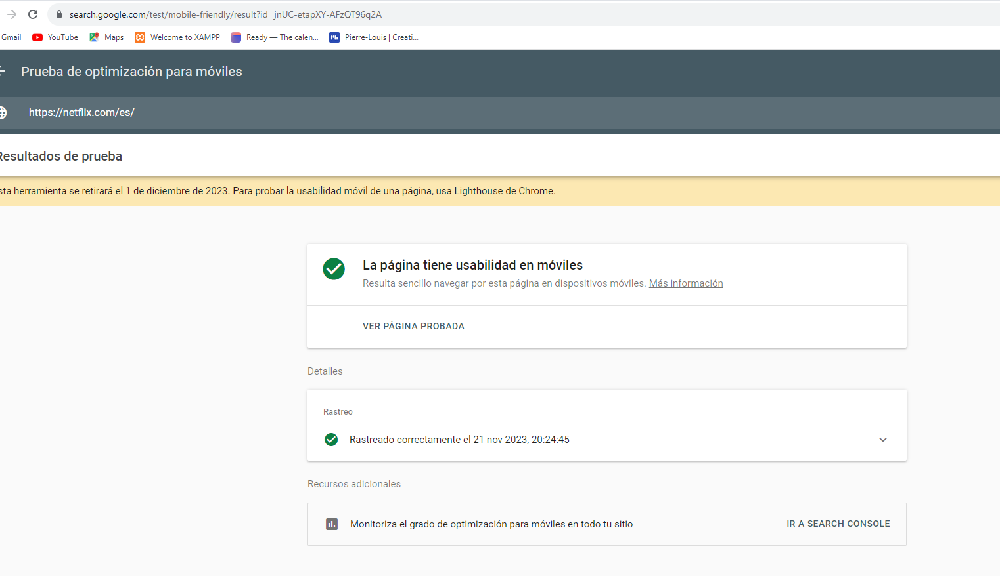 search.google.com/test/mobile-friendly/result?id=jnUC-etapXY-AFzQT96q2A
Gmail YouTube Maps Welcome to XAMPP Ready — The calen... Pierre-Louis | Creati...
Prueba de optimización para móviles
https://netflix.com/es/
Resultados de prueba
sta herramienta se retirará el 1 de diciembre de 2023. Para probar la usabilidad móvil de una página, usa Lighthouse de Chrome.
La página tiene usabilidad en móviles
Resulta sencillo navegar por esta página en dispositivos móviles. Más información
VER PÁGINA PROBADA
Detalles
Rastreo
Rastreado correctamente el 21 nov 2023, 20:24:45
Recursos adicionales
Monitoriza el grado de optimización para móviles en todo tu sitio IR A SEARCH CONSOLE